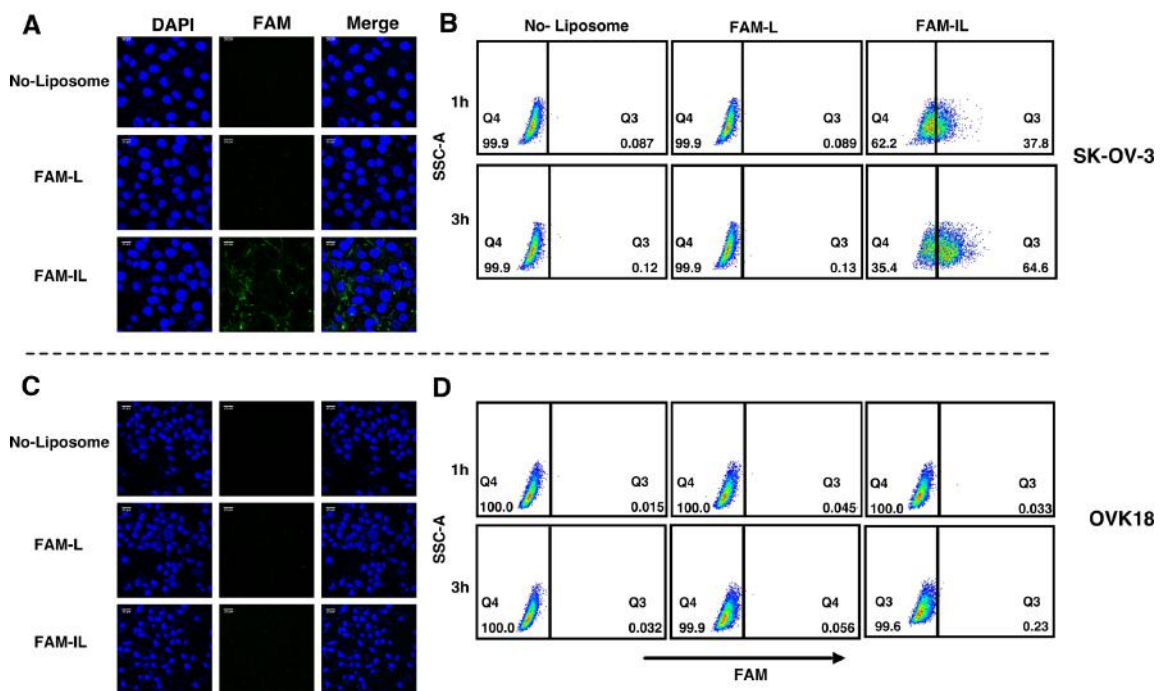 A
DAPI FAM Merge
No-Liposome
FAM-L
FAM-IL
B
No- Liposome FAM-L FAM-IL
1h
Q4 Q3 Q4 Q3 Q4 Q3
99.9 0.087 99.9 0.089 62.2 37.8
SSC-A
SK-OV-3
3h
Q4 Q3 Q4 Q3 Q4 Q3
99.9 0.12 99.9 0.13 35.4 64.6
C
No-Liposome
FAM-L
FAM-IL
D
1h
Q4 Q3 Q4 Q3 Q4 Q3
100.0 0.015 100.0 0.045 100.0 0.033
SSC-A
OVK18
3h
Q4 Q3 Q4 Q4 Q3 Q3
100.0 0.032 99.9 0.056 99.6 0.23
FAM